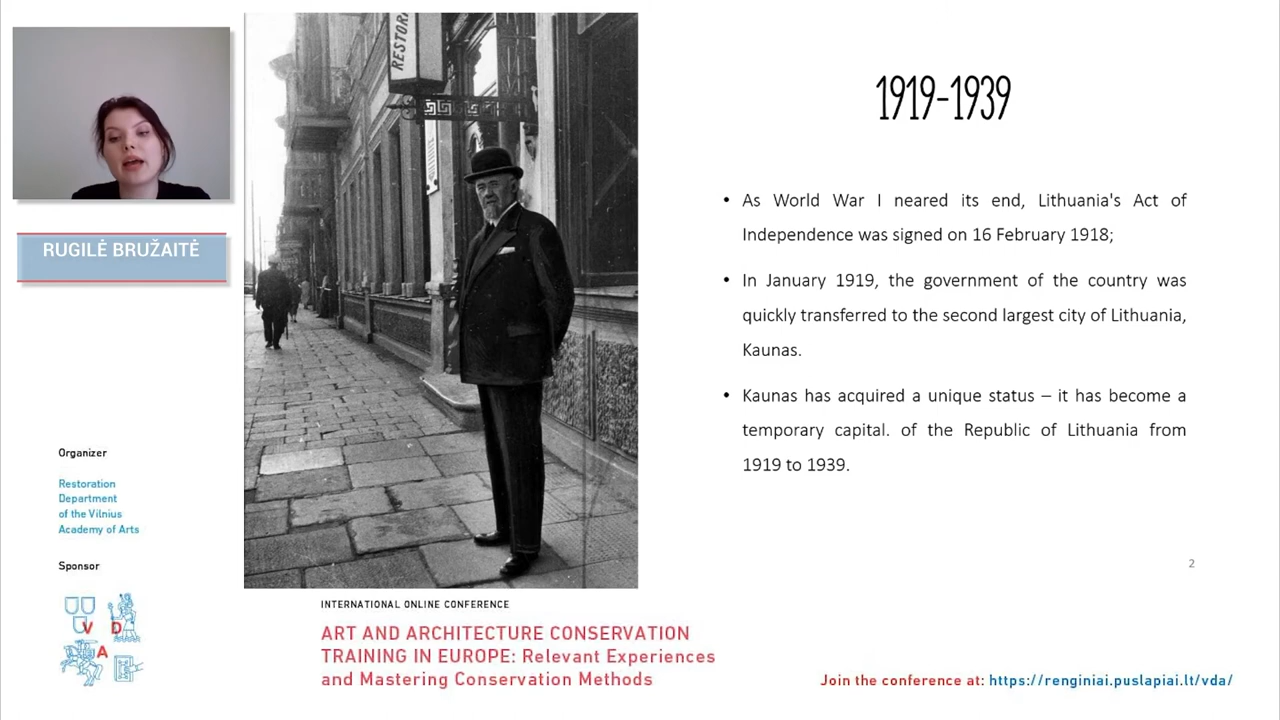 RUGILĖ BRUŽAITĖ
Organizer
Restoration
Department
of the Vilnius
Academy of Arts
Sponsor
V D
A
RESTOR
1919-1939
• As World War I neared its end, Lithuania's Act of
Independence was signed on 16 February 1918;
• In January 1919, the government of the country was
quickly transferred to the second largest city of Lithuania,
Kaunas.
• Kaunas has acquired a unique status – it has become a
temporary capital. of the Republic of Lithuania from
1919 to 1939.
2
INTERNATIONAL ONLINE CONFERENCE
ART AND ARCHITECTURE CONSERVATION
TRAINING IN EUROPE: Relevant Experiences
and Mastering Conservation Methods
Join the conference at: https://renginiai.puslapiai.lt/vda/